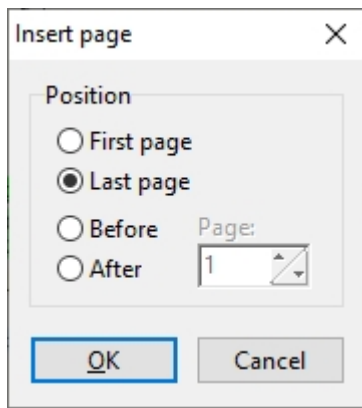 Insert page
Position
First page
Last page
Before Page:
After 1
OK Cancel